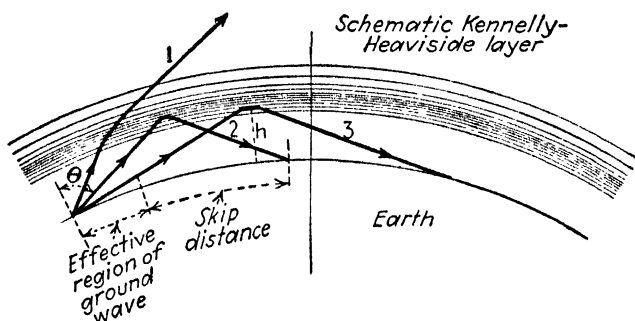 Schematic Kennelly-
Heaviside layer
1
2
h
3
θ
Skip
distance
Earth
Effective
region of
ground
wave